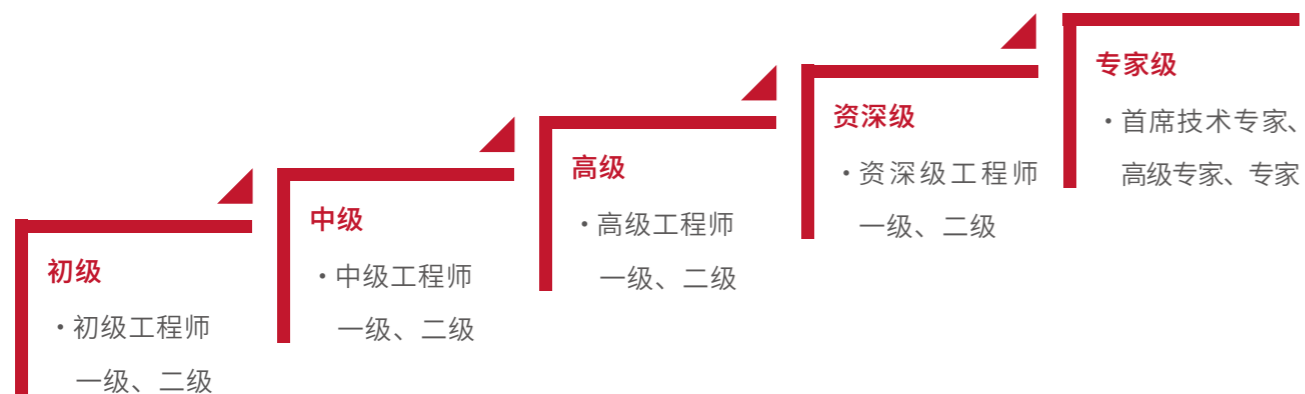 初级
・初级工程师
一级、二级
中级
・中级工程师
一级、二级
高级
・高级工程师
一级、二级
资深级
・资深级工程师
一级、二级
专家级
・首席技术专家、
高级专家、专家